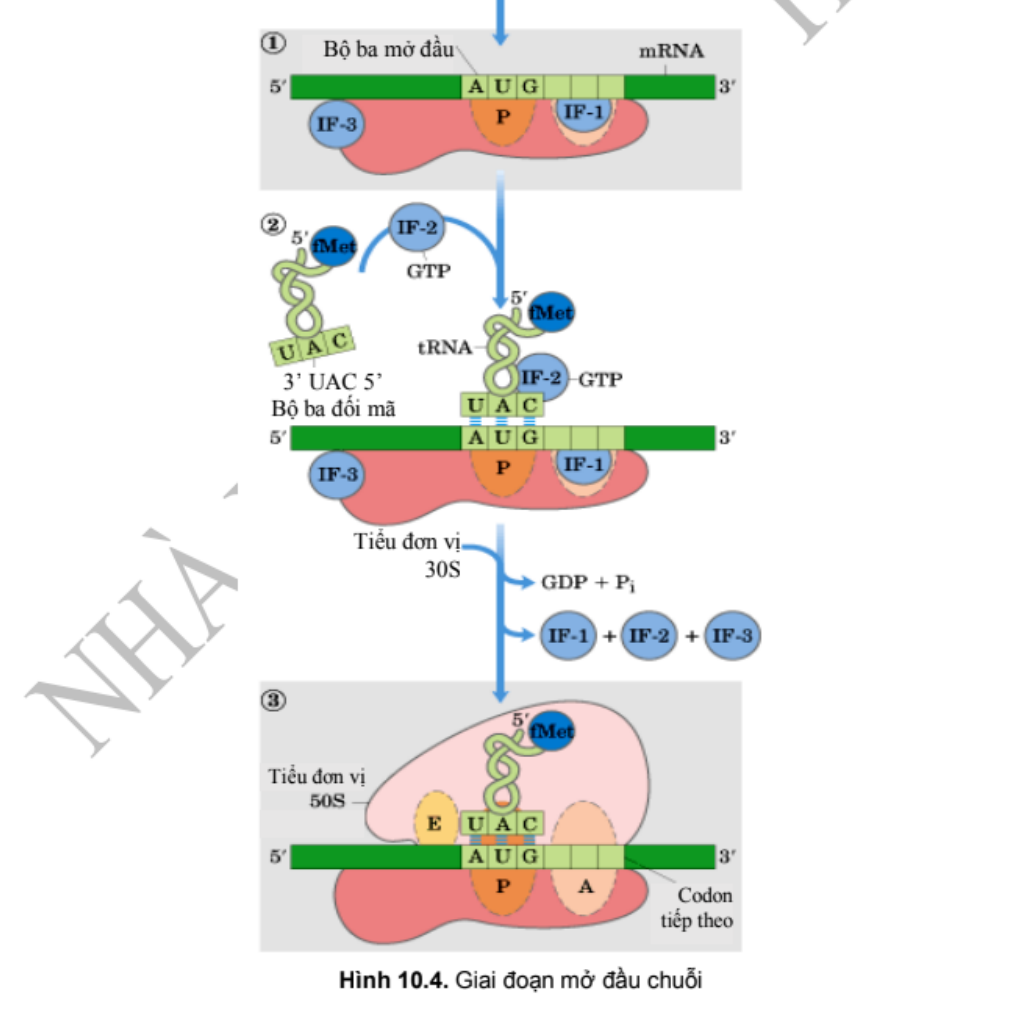 ①
Bộ ba mở đầu
mRNA
5′ A U G 3′
IF-3
P
IF-1
②
5′
fMet
IF-2
GTP
5′
fMet
tRNA
U A C
IF-2
GTP
3’ UAC 5’
Bộ ba đối mã
U A C
5′ A U G 3′
IF-3
P
IF-1
Tiểu đơn vị
30S
GDP + Pi
IF-1 + IF-2 + IF-3
NHÀ
③
5′
fMet
Tiểu đơn vị
50S
E
U A C
5′ A U G 3′
P
A
Codon
tiếp theo
Hình 10.4. Giai đoạn mở đầu chuỗi